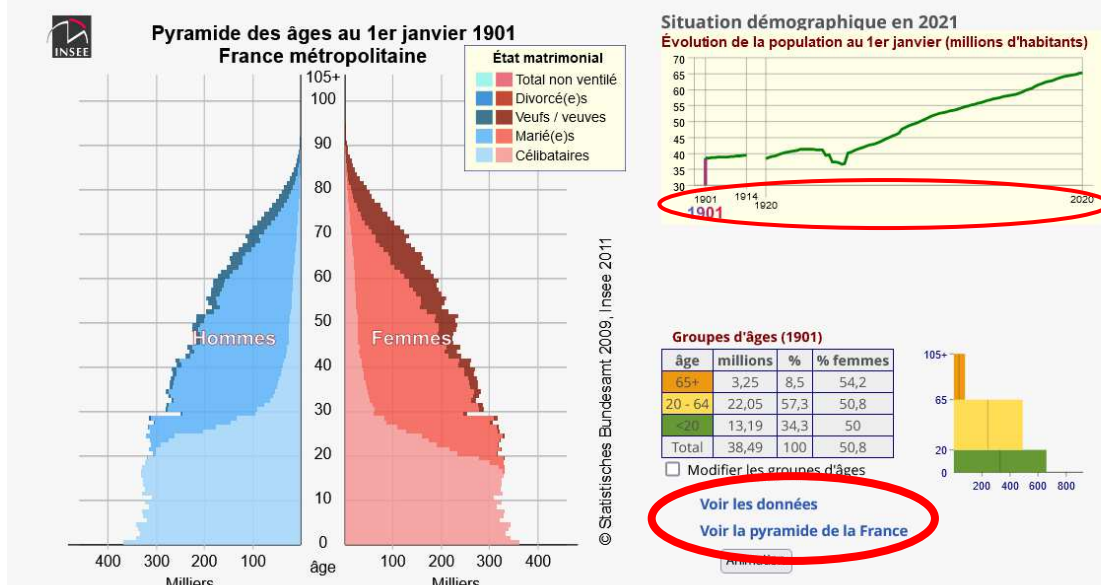 INSEE
Pyramide des âges au 1er janvier 1901
France métropolitaine
État matrimonial
Total non ventilé
Divorcé(e)s
Veufs / veuves
Marié(e)s
Célibataires
105+
100
90
80
70
60
50
40
30
20
10
0
Hommes
Femmes
400
300
200
100
âge
100
200
300
400
Milliers
Milliers
© Statistisches Bundesamt 2009, Insee 2011
Situation démographique en 2021
Évolution de la population au 1er janvier (millions d'habitants)
70
65
60
55
50
45
40
35
30
1901
1914
1920
2020
1901
Groupes d'âges (1901)
âge millions % % femmes
65+ 3,25 8,5 54,2
20 - 64 22,05 57,3 50,8
<20 13,19 34,3 50
Total 38,49 100 50,8
Modifier les groupes d'âges
105+
65
20
0
200 400 600 800
Voir les données
Voir la pyramide de la France
Animation